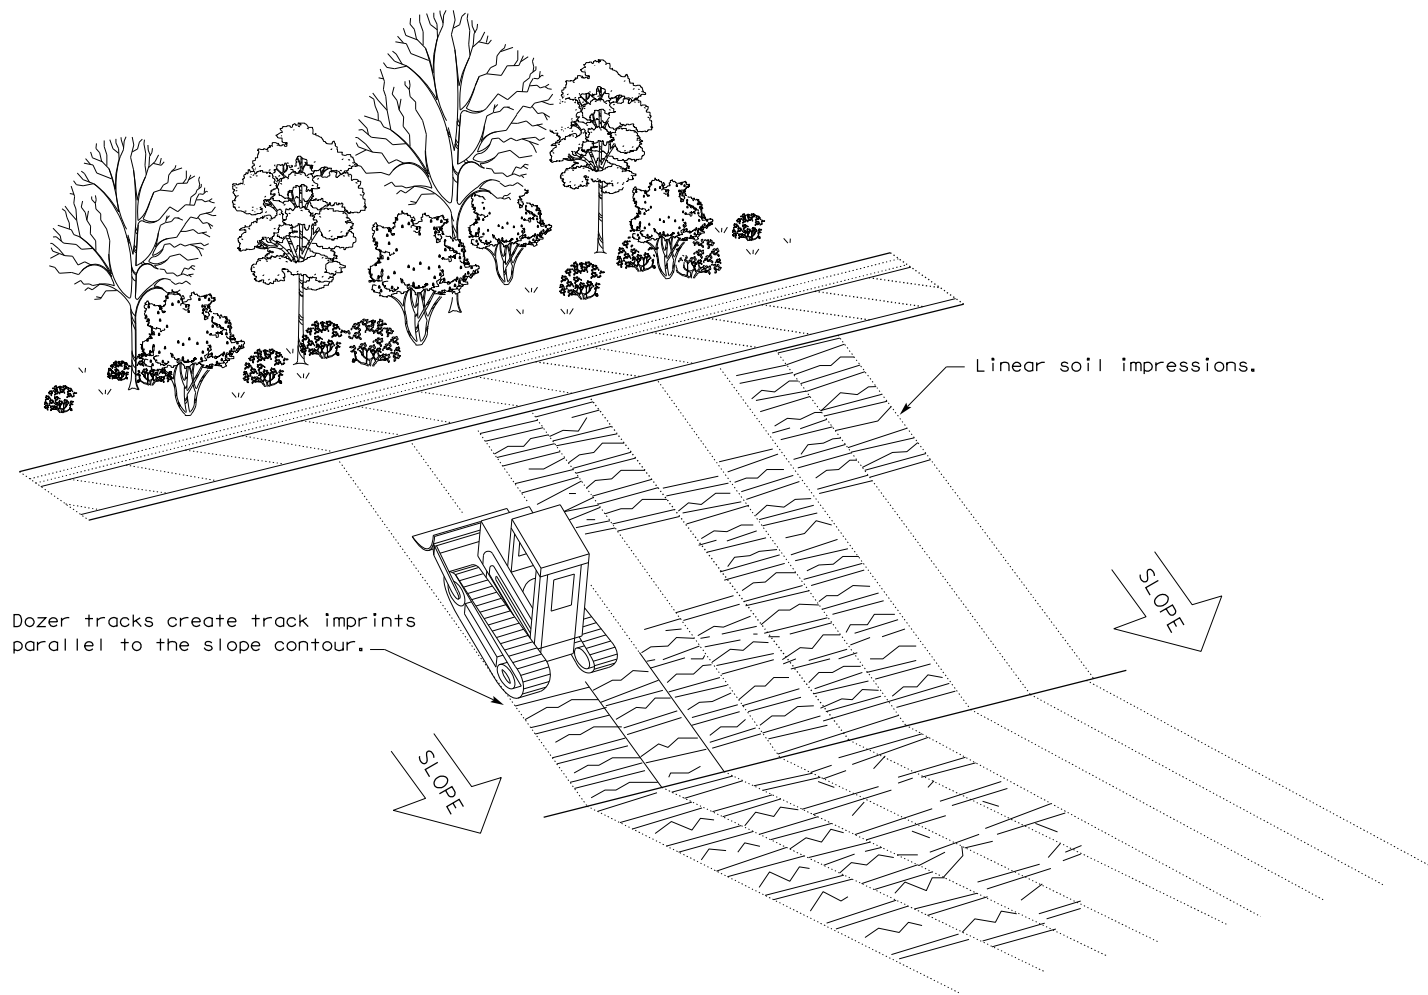 Linear soil impressions.
SLOPE
Dozer tracks create track imprints
parallel to the slope contour.
SLOPE